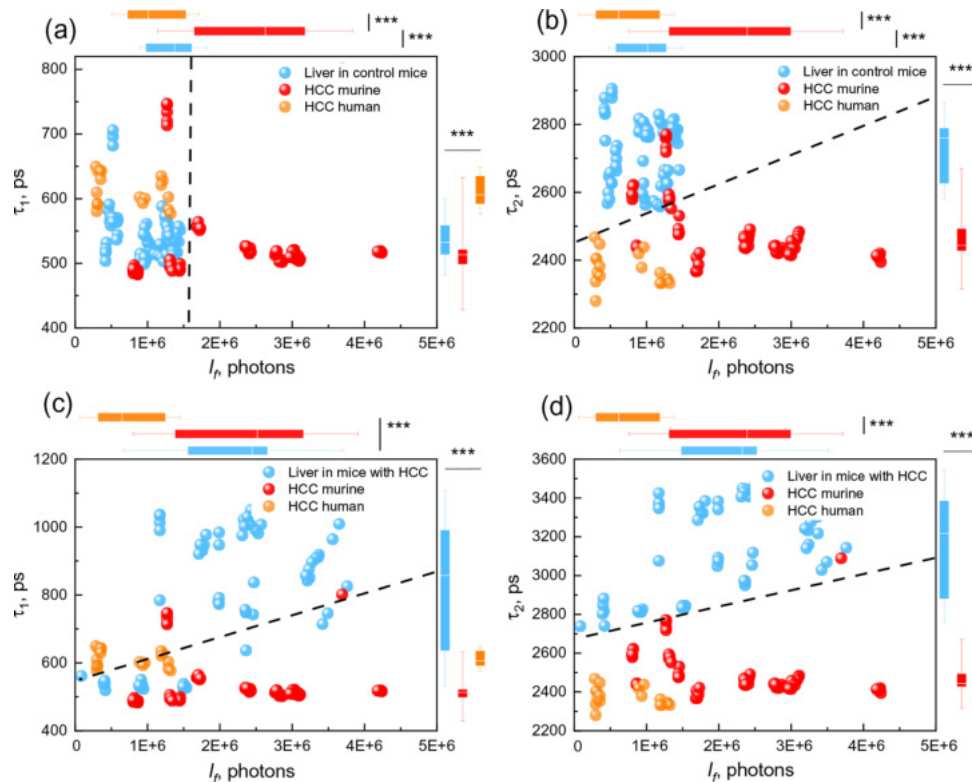 (a)
***
***
800
700
600
500
400
τ1, ps
Liver in control mice
HCC murine
HCC human
***
0 1E+6 2E+6 3E+6 4E+6 5E+6
If, photons
(b)
***
***
3000
2800
2600
2400
2200
τ2, ps
Liver in control mice
HCC murine
HCC human
***
0 1E+6 2E+6 3E+6 4E+6 5E+6
If, photons
(c)
***
1200
1000
800
600
400
τ1, ps
Liver in mice with HCC
HCC murine
HCC human
***
0 1E+6 2E+6 3E+6 4E+6 5E+6
If, photons
(d)
***
3600
3400
3200
3000
2800
2600
2400
2200
τ2, ps
Liver in mice with HCC
HCC murine
HCC human
***
0 1E+6 2E+6 3E+6 4E+6 5E+6
If, photons